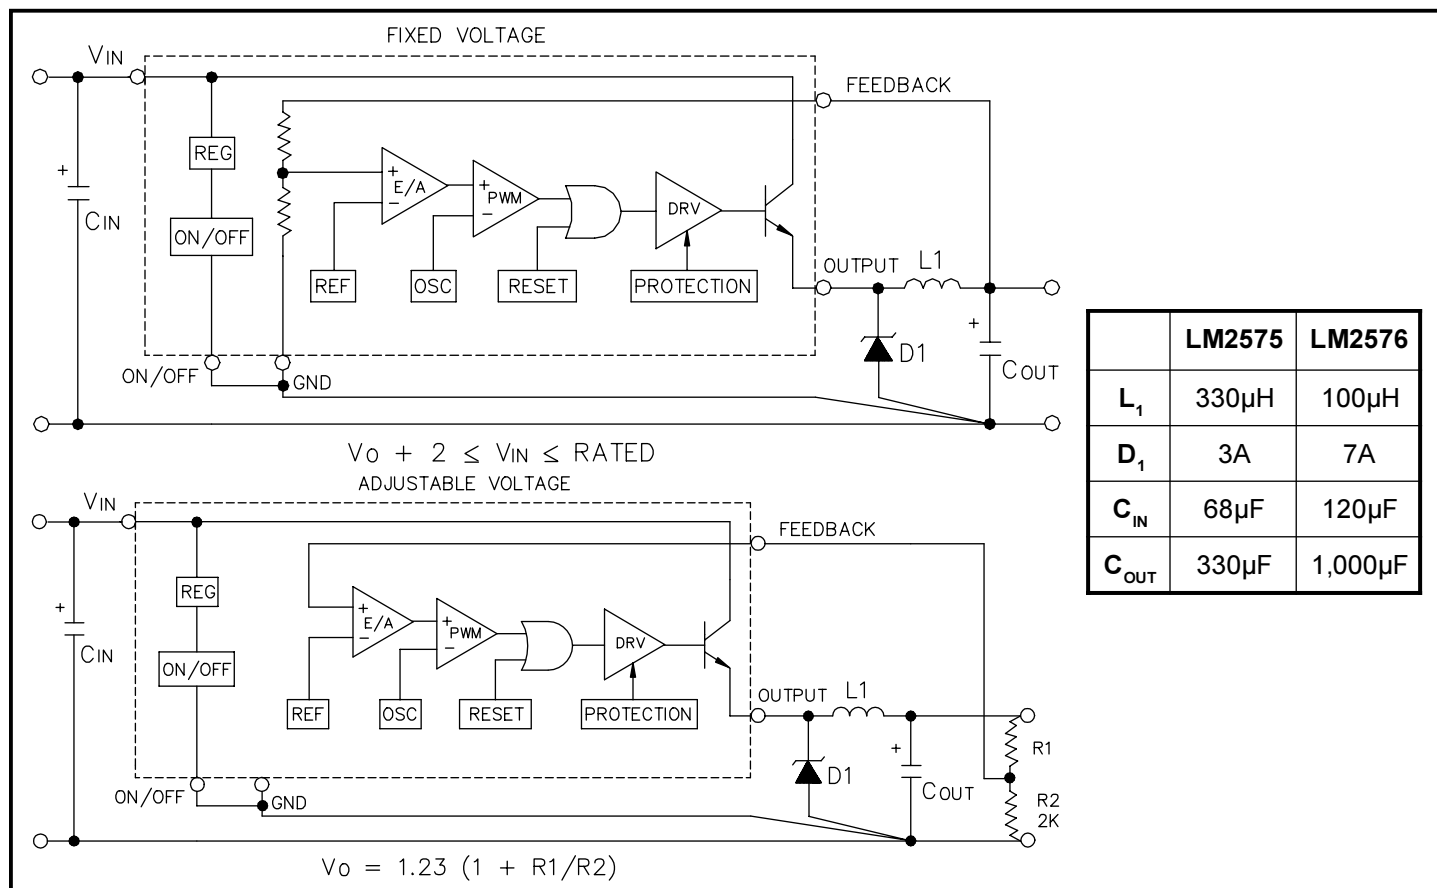 FIXED VOLTAGE
VIN
FEEDBACK
REG
+
E/A
−
+
PWM
−
DRV
+
CIN
ON/OFF
REF
OSC
RESET
PROTECTION
OUTPUT
L1
+
D1
COUT
ON/OFF
GND
VO + 2 ≤ VIN ≤ RATED
ADJUSTABLE VOLTAGE
VIN
FEEDBACK
REG
+
E/A
−
+
PWM
−
DRV
+
CIN
ON/OFF
REF
OSC
RESET
PROTECTION
OUTPUT
L1
R1
+
D1
COUT
R2
2K
ON/OFF
GND
VO = 1.23 (1 + R1/R2)
LM2575 LM2576
L1 330µH 100µH
D1 3A 7A
CIN 68µF 120µF
COUT 330µF 1,000µF